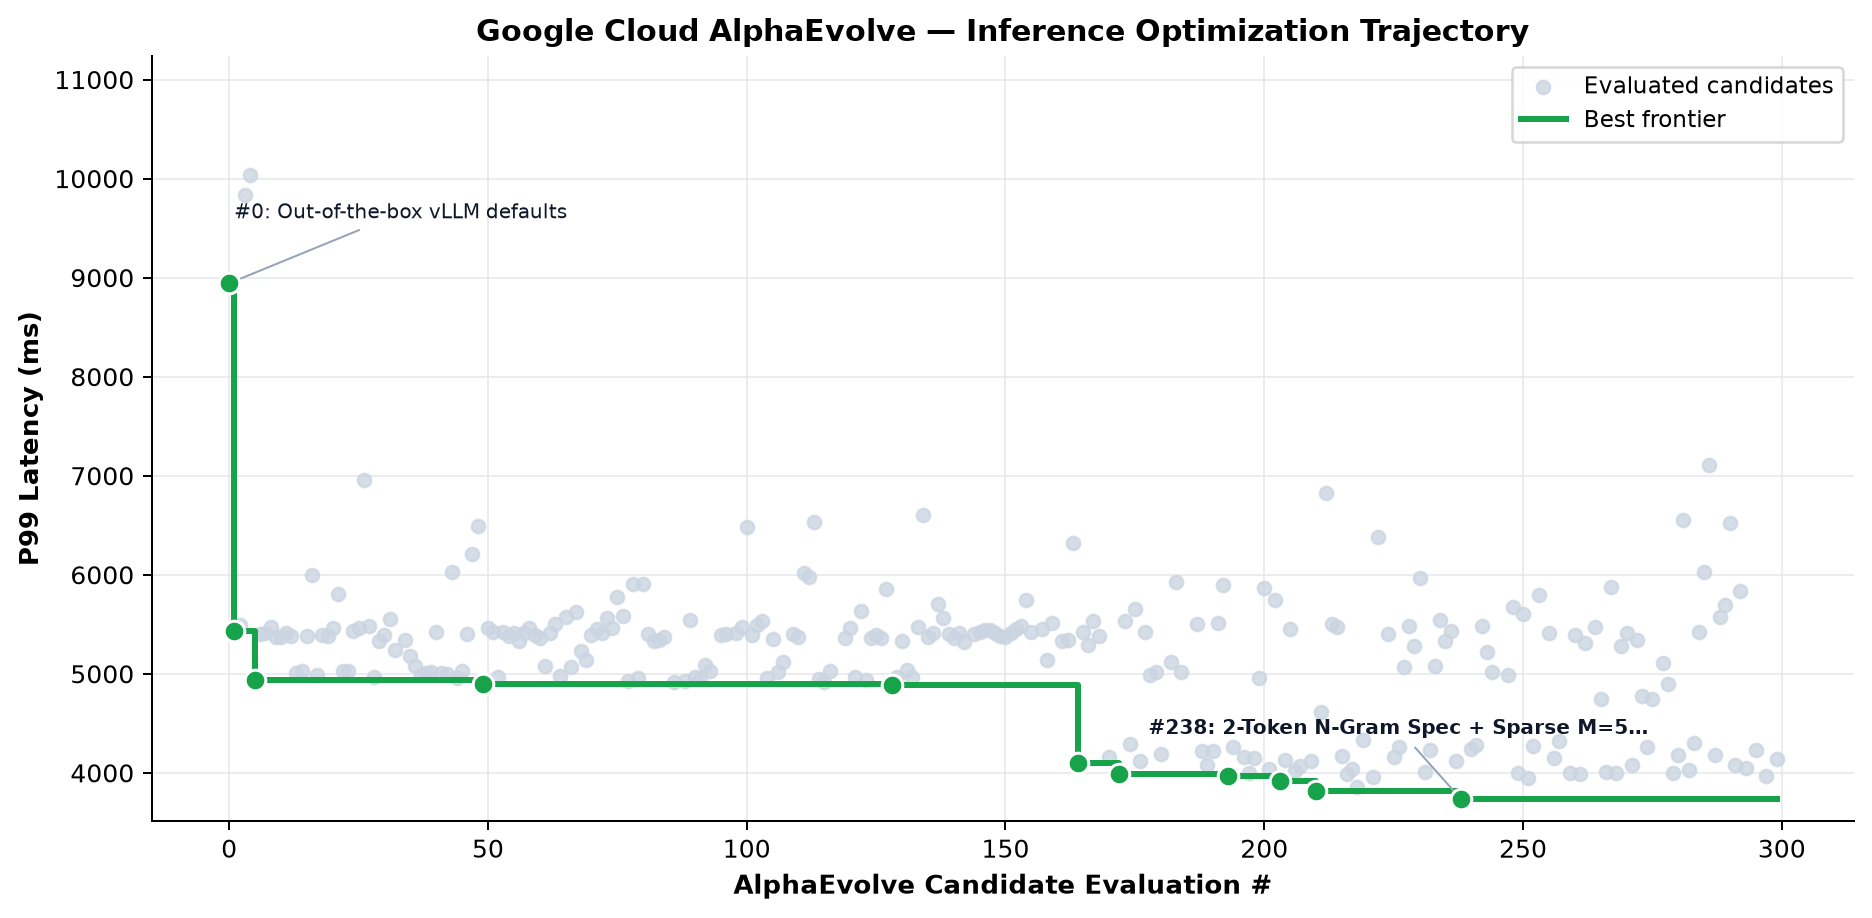 Google Cloud AlphaEvolve — Inference Optimization Trajectory
Evaluated candidates
Best frontier
11000
10000
9000
8000
7000
6000
5000
4000
P99 Latency (ms)
#0: Out-of-the-box vLLM defaults
#238: 2-Token N-Gram Spec + Sparse M=5…
0
50
100
150
200
250
300
AlphaEvolve Candidate Evaluation #